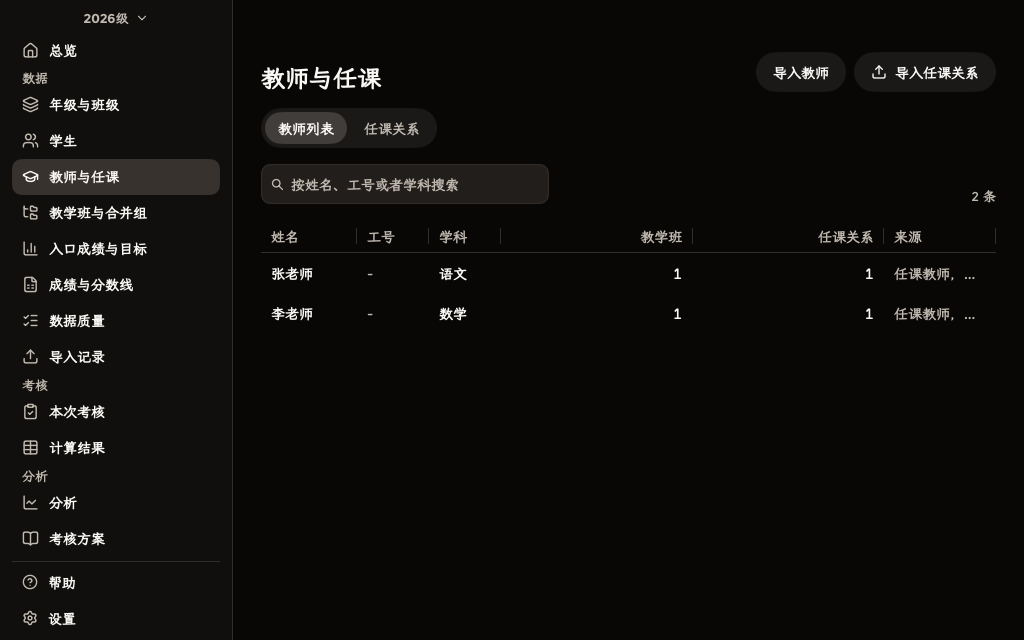 2026级
总览
数据
年级与班级
学生
教师与任课
教学班与合并组
入口成绩与目标
成绩与分数线
数据质量
导入记录
考核
本次考核
计算结果
分析
分析
考核方案
帮助
设置
教师与任课
导入教师
导入任课关系
教师列表 任课关系
按姓名、工号或者学科搜索
2 条
姓名 工号 学科 教学班 任课关系 来源
张老师 - 语文 1 1 任课教师, ...
李老师 - 数学 1 1 任课教师, ...